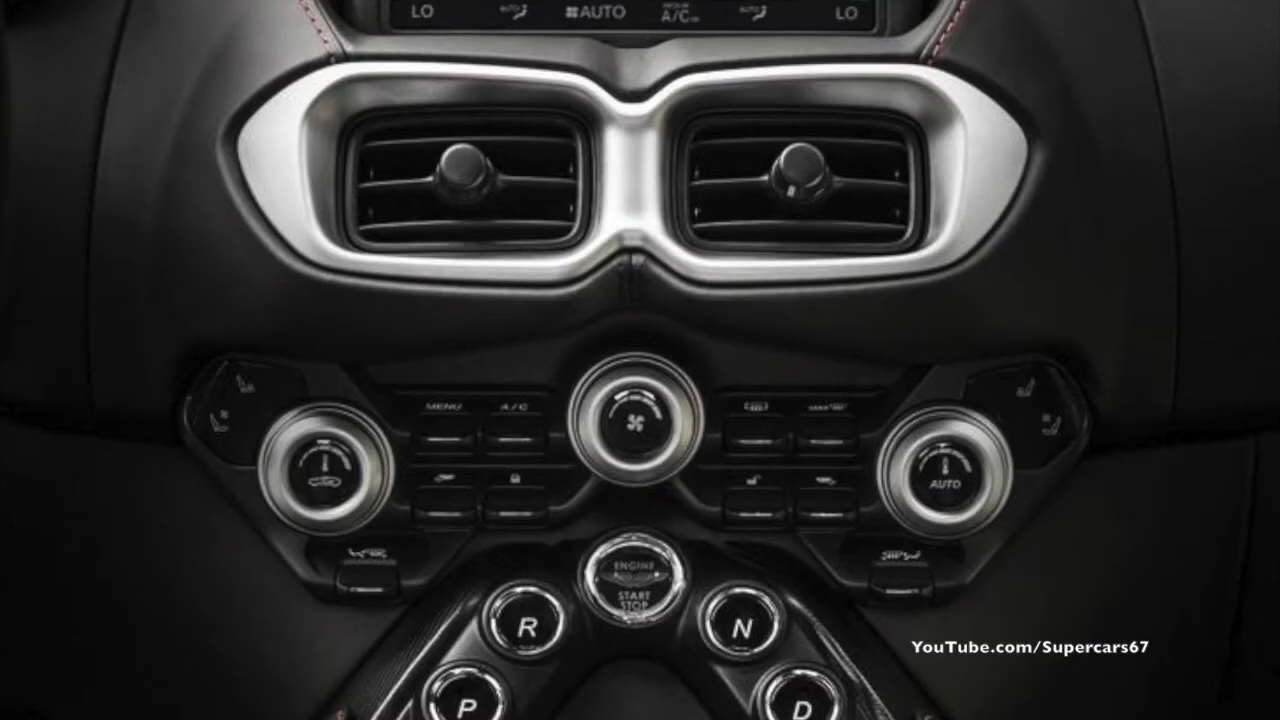 LO AUTO A/C LO
MENU A/C
AUTO
ENGINE
START
STOP
R N
P D
YouTube.com/Supercars67